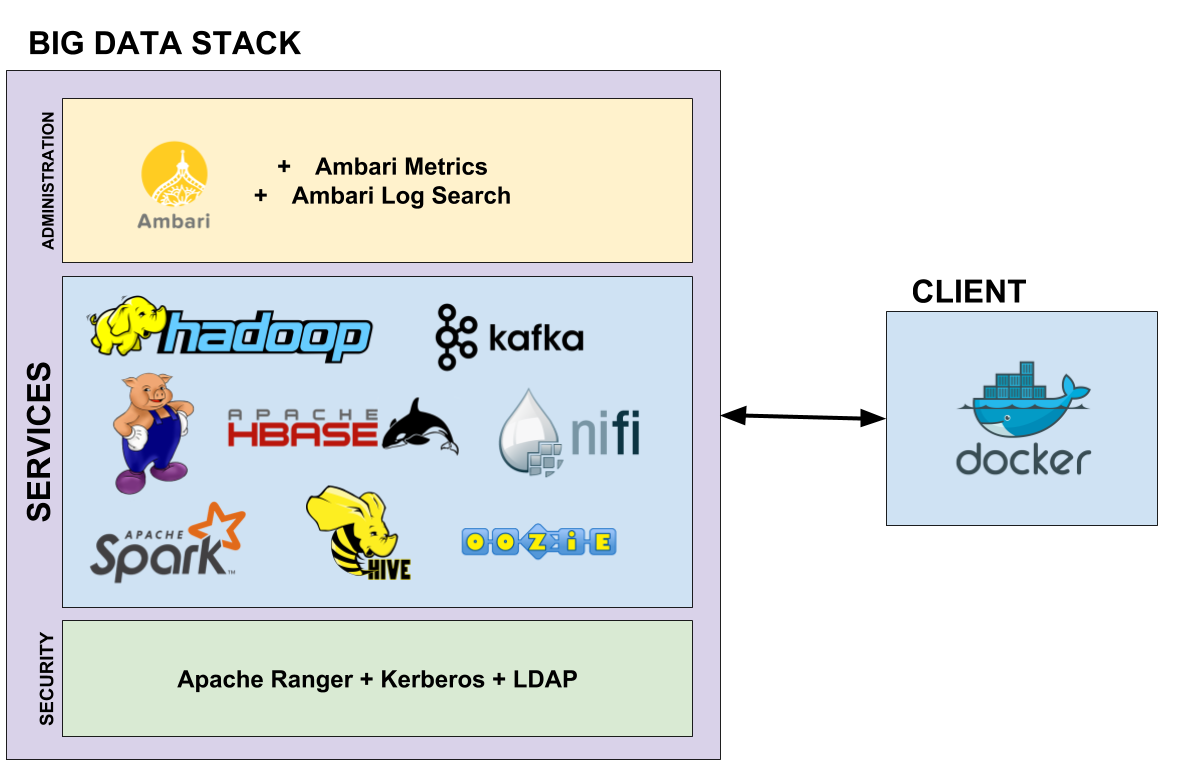 BIG DATA STACK
ADMINISTRATION
+ Ambari Metrics
+ Ambari Log Search
Ambari
SERVICES
hadoop
kafka
APACHE
HBASE
nifi
APACHE
Spark™
HIVE
OOZiE
SECURITY
Apache Ranger + Kerberos + LDAP
CLIENT
docker